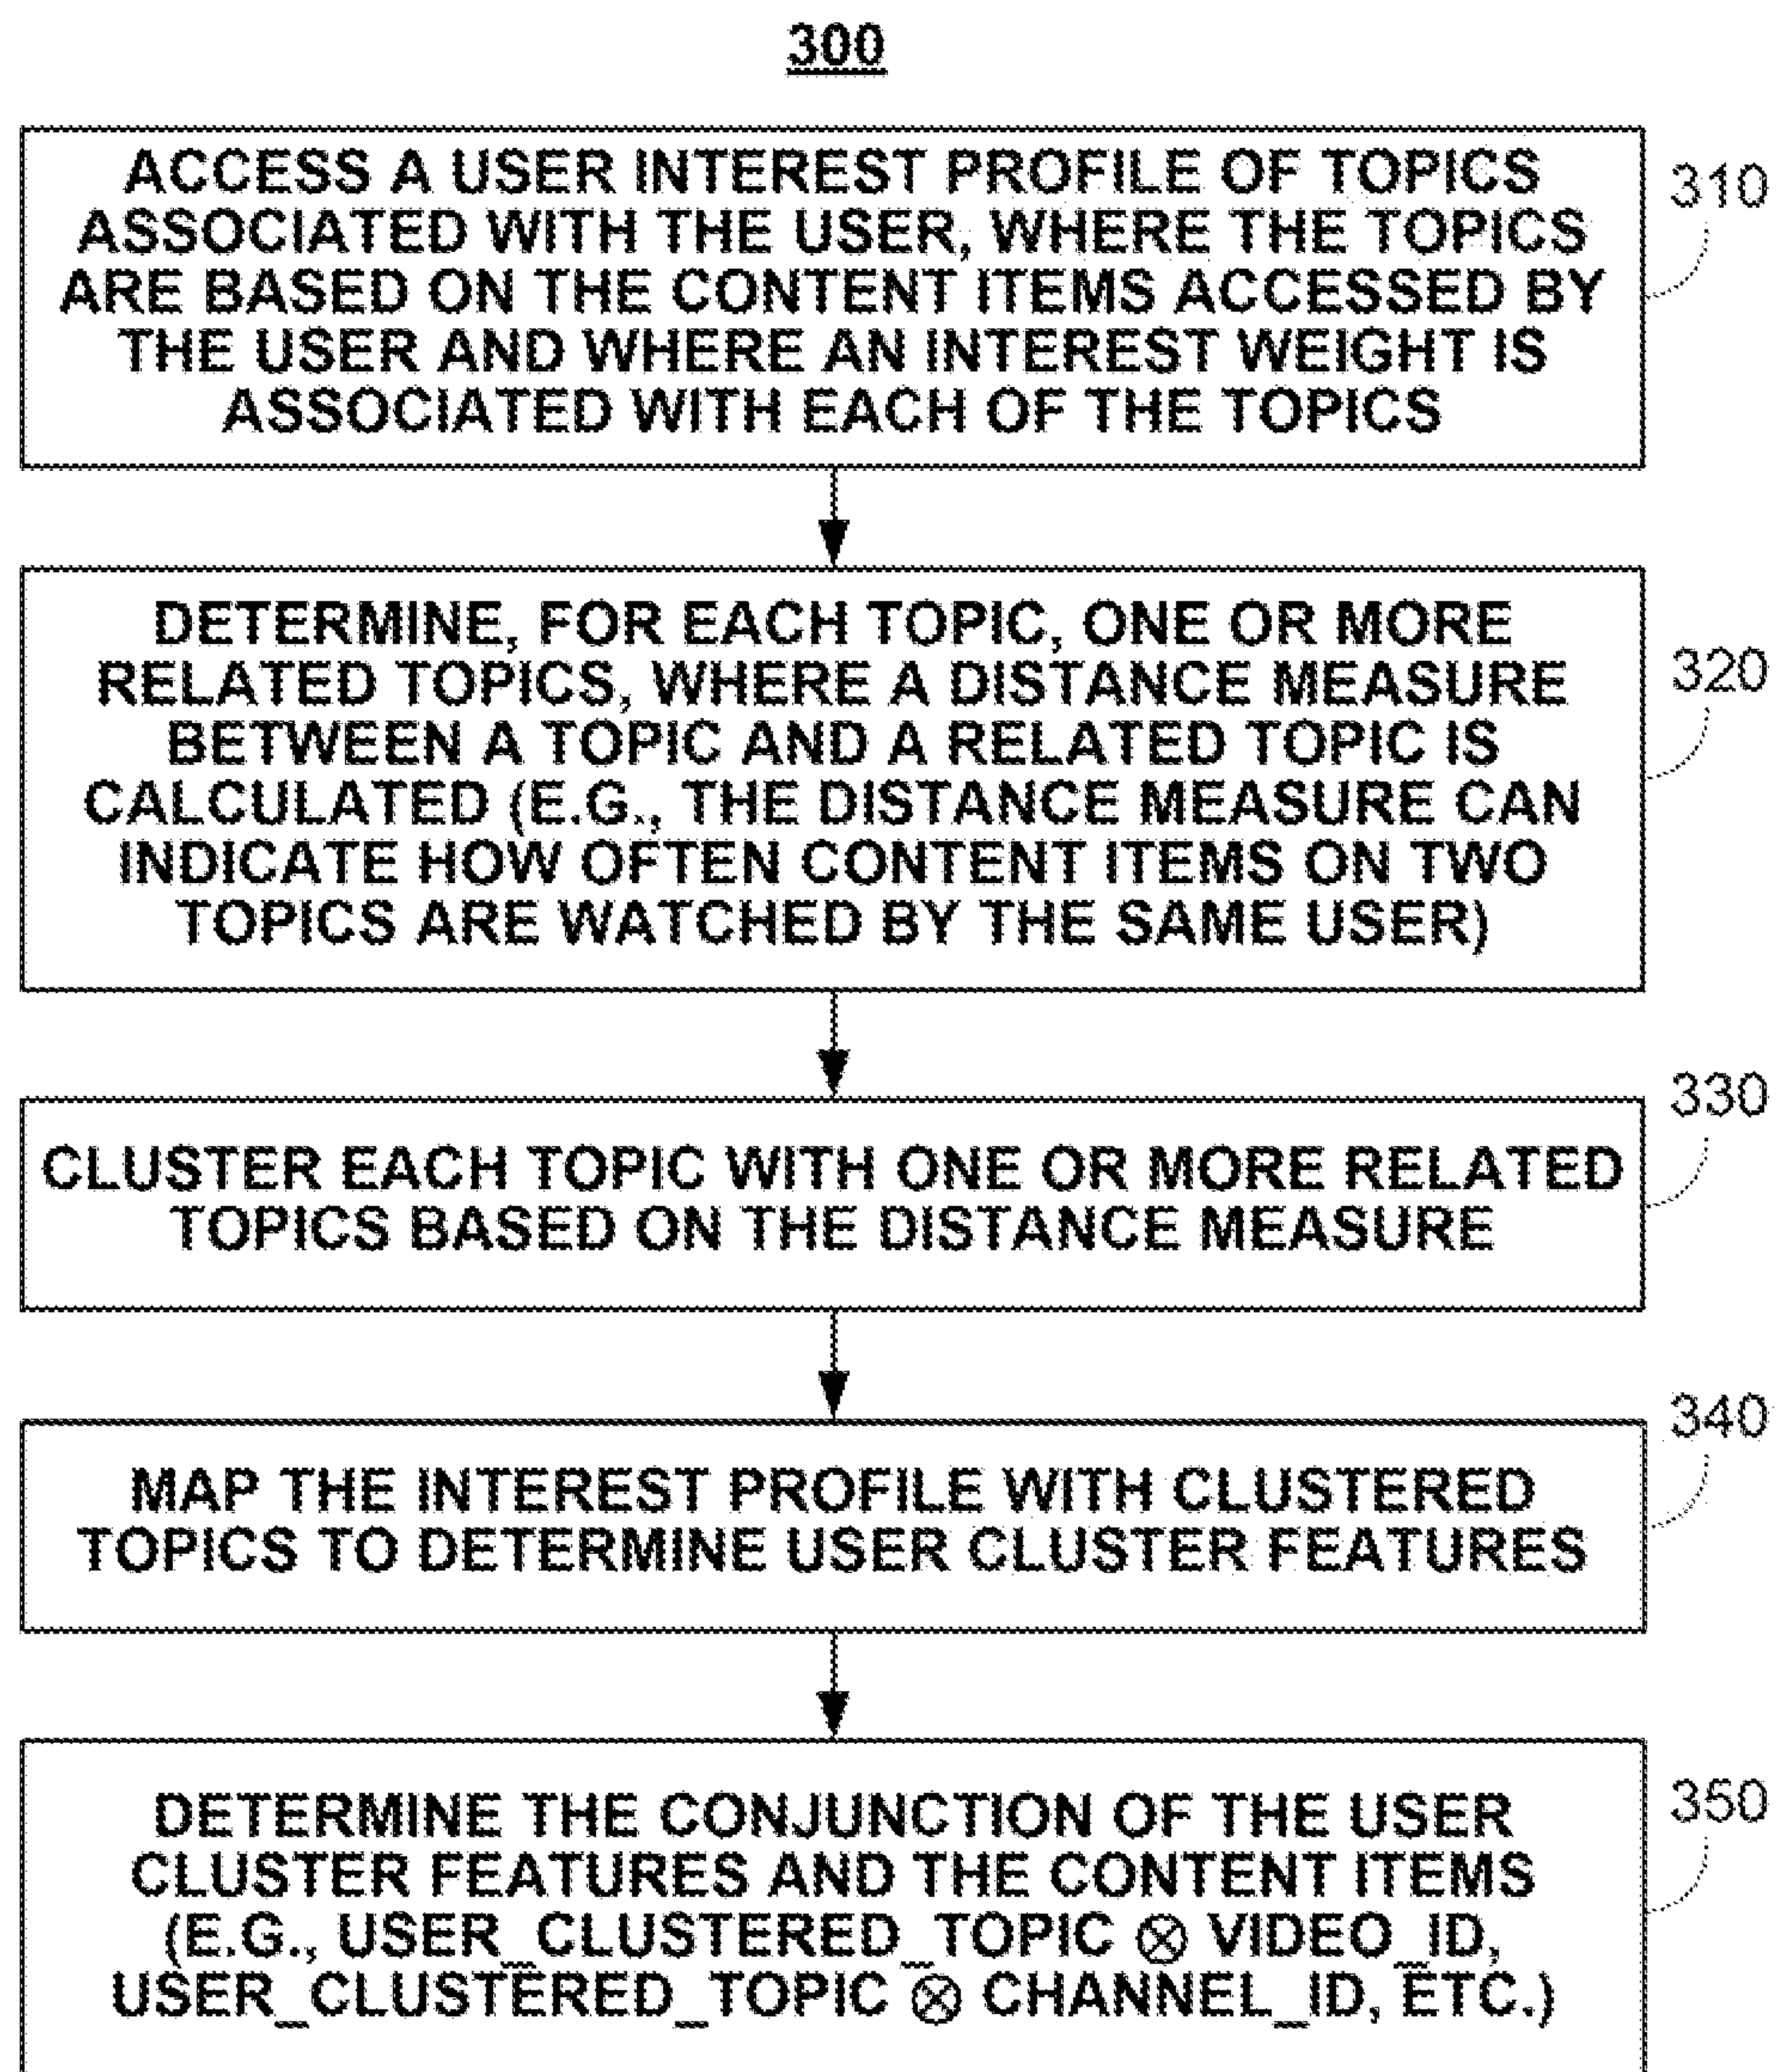 300
ACCESS A USER INTEREST PROFILE OF TOPICS
ASSOCIATED WITH THE USER, WHERE THE TOPICS
ARE BASED ON THE CONTENT ITEMS ACCESSED BY
THE USER AND WHERE AN INTEREST WEIGHT IS
ASSOCIATED WITH EACH OF THE TOPICS
310
DETERMINE, FOR EACH TOPIC, ONE OR MORE
RELATED TOPICS, WHERE A DISTANCE MEASURE
BETWEEN A TOPIC AND A RELATED TOPIC IS
CALCULATED (E.G., THE DISTANCE MEASURE CAN
INDICATE HOW OFTEN CONTENT ITEMS ON TWO
TOPICS ARE WATCHED BY THE SAME USER)
320
CLUSTER EACH TOPIC WITH ONE OR MORE RELATED
TOPICS BASED ON THE DISTANCE MEASURE
330
MAP THE INTEREST PROFILE WITH CLUSTERED
TOPICS TO DETERMINE USER CLUSTER FEATURES
340
DETERMINE THE CONJUNCTION OF THE USER
CLUSTER FEATURES AND THE CONTENT ITEMS
(E.G., USER_CLUSTERED_TOPIC ⊗ VIDEO_ID,
USER_CLUSTERED_TOPIC ⊗ CHANNEL_ID, ETC.)
350